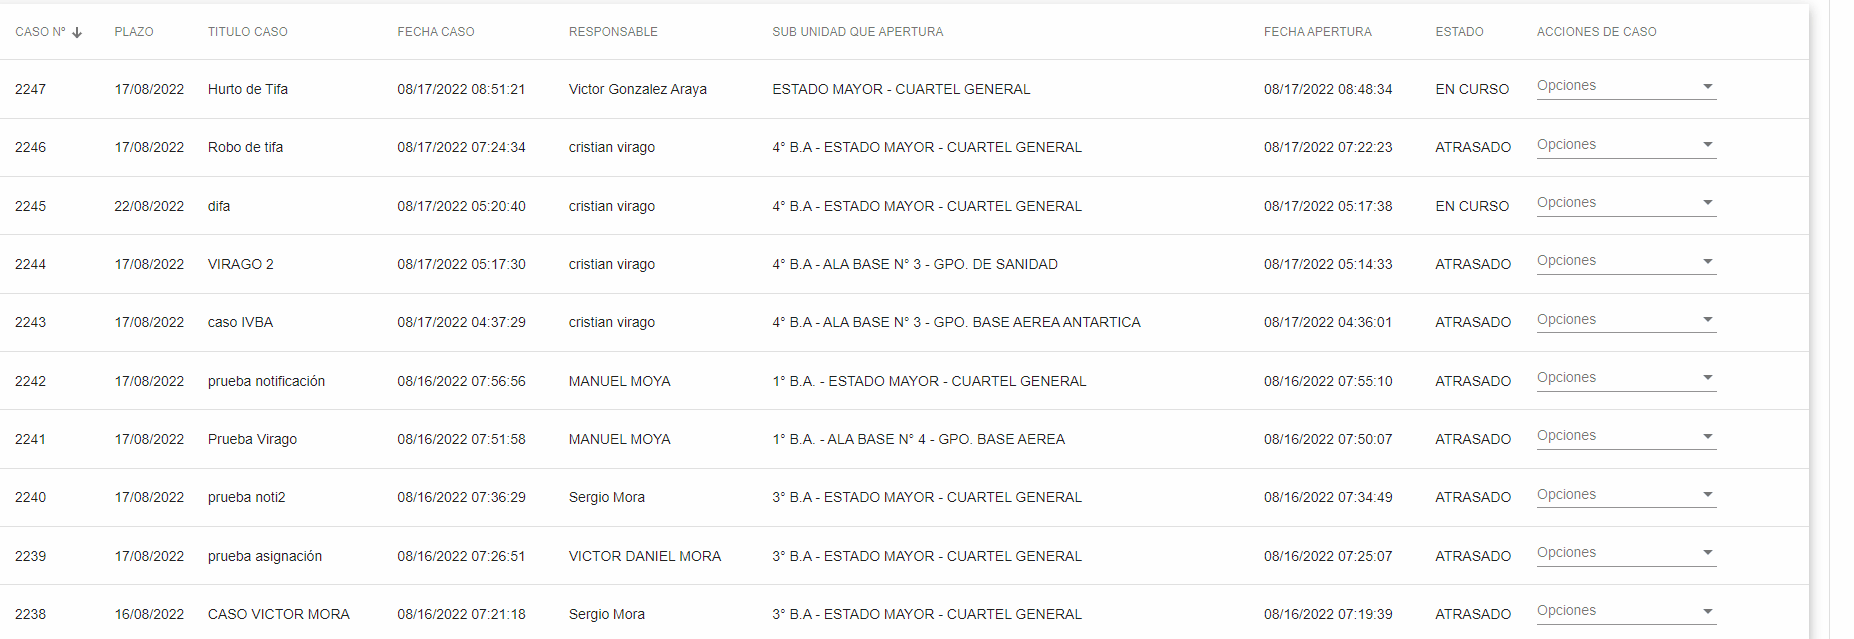 CASO N° PLAZO TITULO CASO FECHA CASO RESPONSABLE SUB UNIDAD QUE APERTURA FECHA APERTURA ESTADO ACCIONES DE CASO
2247 17/08/2022 Hurto de Tifa 08/17/2022 08:51:21 Victor Gonzalez Araya ESTADO MAYOR - CUARTEL GENERAL 08/17/2022 08:48:34 EN CURSO Opciones
2246 17/08/2022 Robo de tifa 08/17/2022 07:24:34 cristian virago 4° B.A - ESTADO MAYOR - CUARTEL GENERAL 08/17/2022 07:22:23 ATRASADO Opciones
2245 22/08/2022 difa 08/17/2022 05:20:40 cristian virago 4° B.A - ESTADO MAYOR - CUARTEL GENERAL 08/17/2022 05:17:38 EN CURSO Opciones
2244 17/08/2022 VIRAGO 2 08/17/2022 05:17:30 cristian virago 4° B.A - ALA BASE N° 3 - GPO. DE SANIDAD 08/17/2022 05:14:33 ATRASADO Opciones
2243 17/08/2022 caso IVBA 08/17/2022 04:37:29 cristian virago 4° B.A - ALA BASE N° 3 - GPO. BASE AEREA ANTARTICA 08/17/2022 04:36:01 ATRASADO Opciones
2242 17/08/2022 prueba notificación 08/16/2022 07:56:56 MANUEL MOYA 1° B.A. - ESTADO MAYOR - CUARTEL GENERAL 08/16/2022 07:55:10 ATRASADO Opciones
2241 17/08/2022 Prueba Virago 08/16/2022 07:51:58 MANUEL MOYA 1° B.A. - ALA BASE N° 4 - GPO. BASE AEREA 08/16/2022 07:50:07 ATRASADO Opciones
2240 17/08/2022 prueba noti2 08/16/2022 07:36:29 Sergio Mora 3° B.A - ESTADO MAYOR - CUARTEL GENERAL 08/16/2022 07:34:49 ATRASADO Opciones
2239 17/08/2022 prueba asignación 08/16/2022 07:26:51 VICTOR DANIEL MORA 3° B.A - ESTADO MAYOR - CUARTEL GENERAL 08/16/2022 07:25:07 ATRASADO Opciones
2238 16/08/2022 CASO VICTOR MORA 08/16/2022 07:21:18 Sergio Mora 3° B.A - ESTADO MAYOR - CUARTEL GENERAL 08/16/2022 07:19:39 ATRASADO Opciones